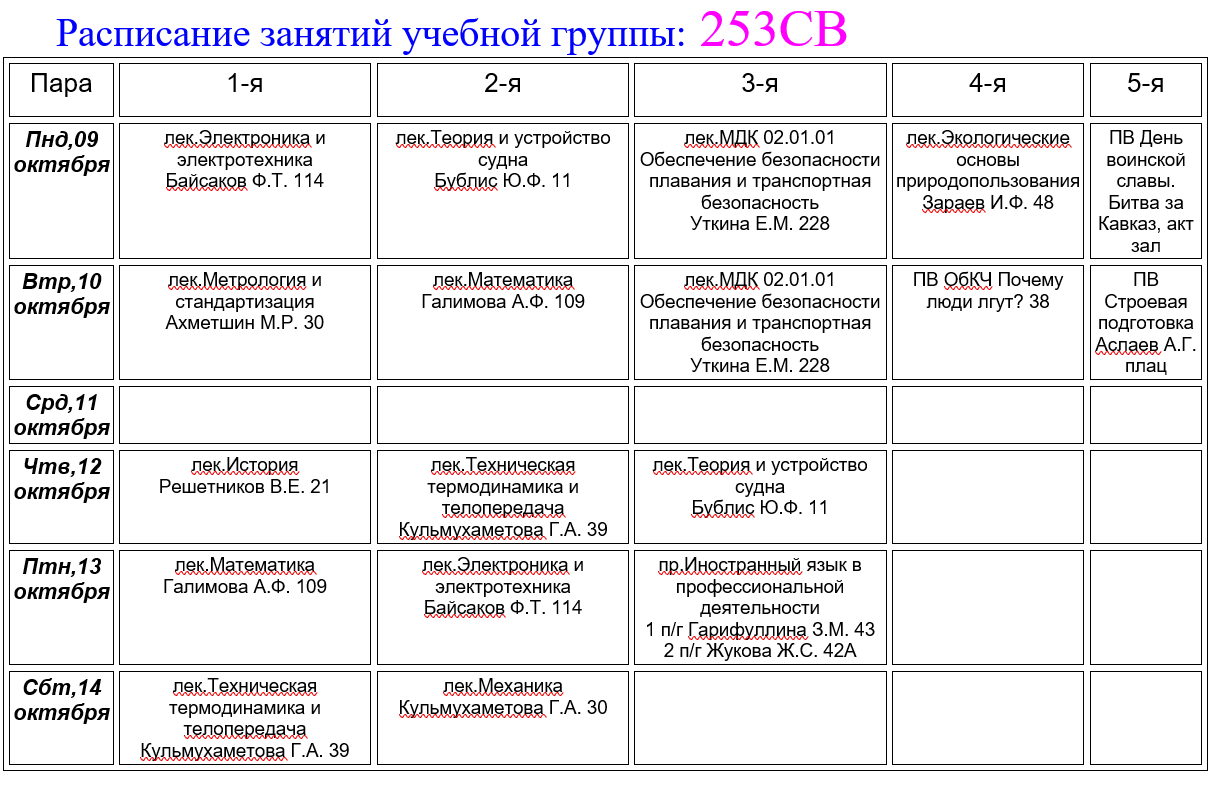 Расписание занятий учебной группы: 253СВ
Пара
1-я
2-я
3-я
4-я
5-я
Пнд,09
октября
лек.Электроника и
электротехника
Байсаков Ф.Т. 114
лек.Теория и устройство
судна
Бублис Ю.Ф. 11
лек.МДК 02.01.01
Обеспечение безопасности
плавания и транспортная
безопасность
Уткина Е.М. 228
лек.Экологические
основы
природопользования
Зараев И.Ф. 48
ПВ День
воинской
славы.
Битва за
Кавказ, акт
зал
Втр,10
октября
лек.Метрология и
стандартизация
Ахметшин М.Р. 30
лек.Математика
Галимова А.Ф. 109
лек.МДК 02.01.01
Обеспечение безопасности
плавания и транспортная
безопасность
Уткина Е.М. 228
ПВ ОбКЧ Почему
люди лгут? 38
ПВ
Строевая
подготовка
Аслаев А.Г.
плац
Срд,11
октября
Чтв,12
октября
лек.История
Решетников В.Е. 21
лек.Техническая
термодинамика и
телопередача
Кульмухаметова Г.А. 39
лек.Теория и устройство
судна
Бублис Ю.Ф. 11
Птн,13
октября
лек.Математика
Галимова А.Ф. 109
лек.Электроника и
электротехника
Байсаков Ф.Т. 114
пр.Иностранный язык в
профессиональной
деятельности
1 п/г Гарифуллина З.М. 43
2 п/г Жукова Ж.С. 42А
Сбт,14
октября
лек.Техническая
термодинамика и
телопередача
Кульмухаметова Г.А. 39
лек.Механика
Кульмухаметова Г.А. 30